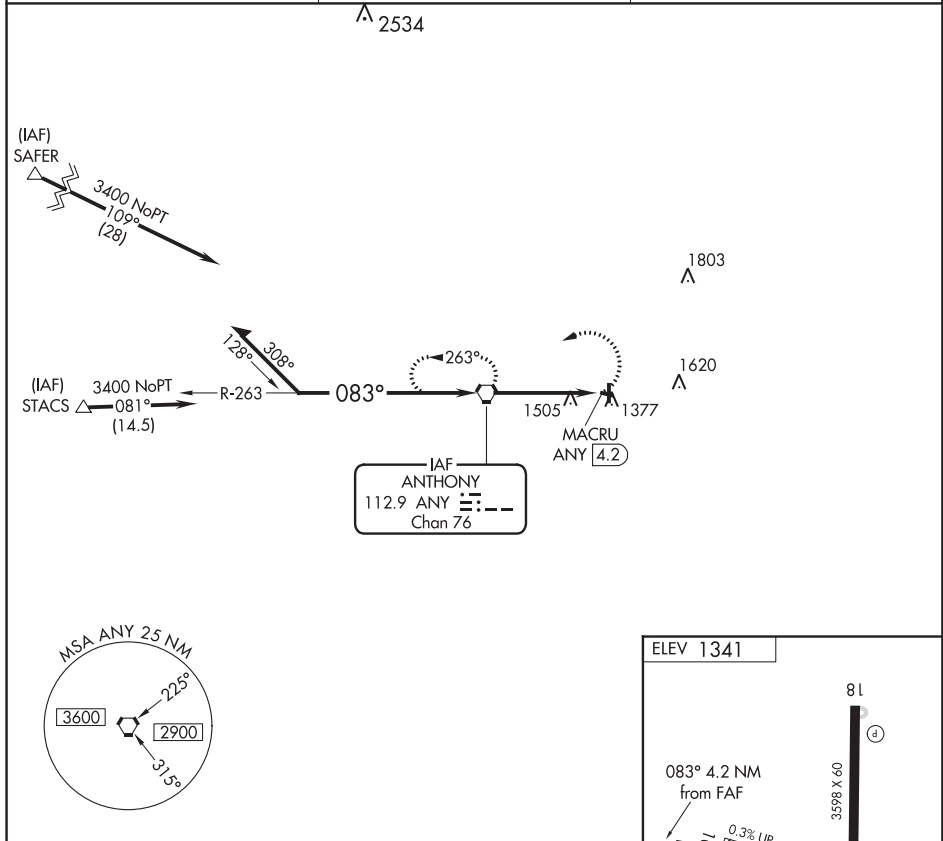 2534
(IAF)
SAFER
3400 NoPT
109°
(28)
1803
308°
128°
263°
1620
(IAF)
STACS
3400 NoPT
081°
(14.5)
R-263
083°
1505
1377
MACRU
ANY 4.2
IAF
ANTHONY
112.9 ANY
Chan 76
MSA ANY 25 NM
225°
3600
2900
315°
ELEV 1341
18
P
3598 X 60
083° 4.2 NM
from FAF
0.3% UP